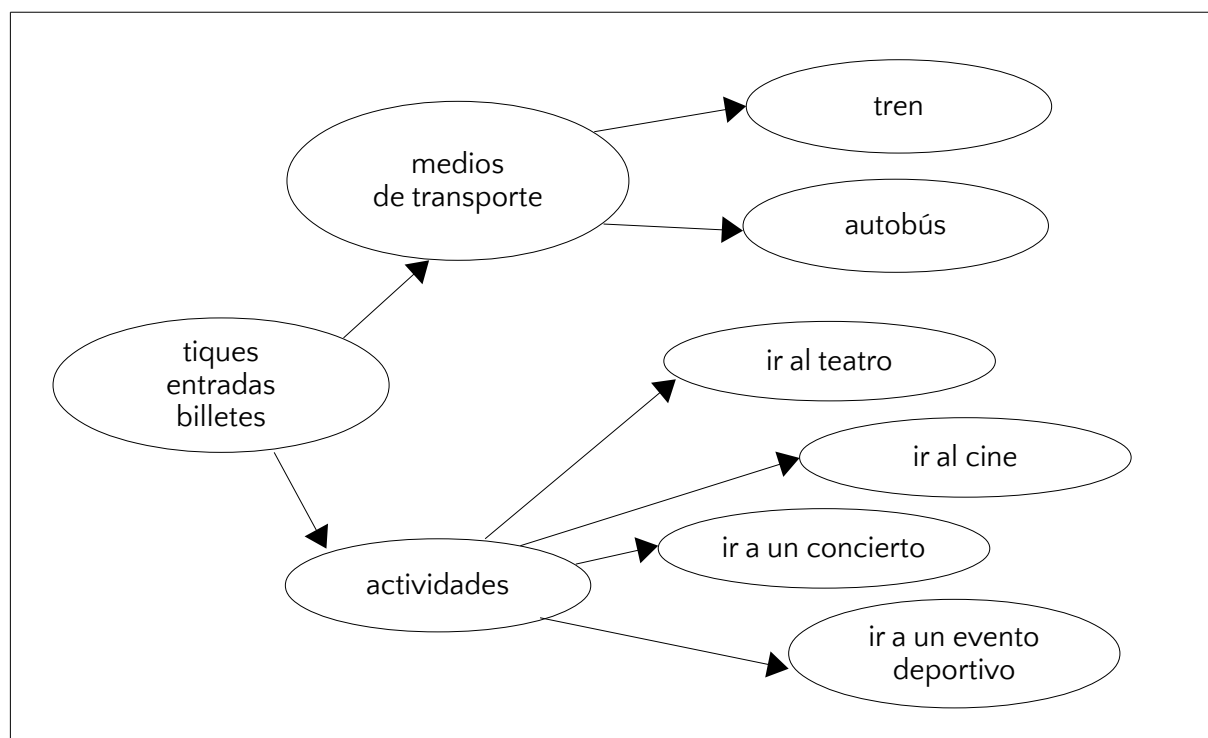 tren
medios
de transporte
autobús
tiques
entradas
billetes
ir al teatro
ir al cine
ir a un concierto
actividades
ir a un evento
deportivo